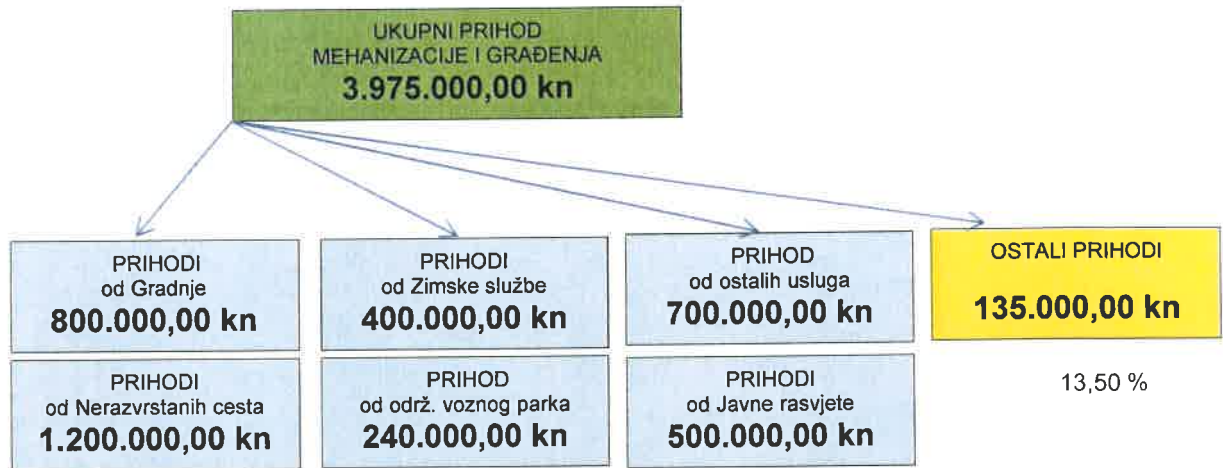 UKUPNI PRIHOD
MEHANIZACIJE I GRAĐENJA
3.975.000,00 kn
PRIHODI
od Gradnje
800.000,00 kn
PRIHODI
od Zimske službe
400.000,00 kn
PRIHOD
od ostalih usluga
700.000,00 kn
OSTALI PRIHODI
135.000,00 kn
PRIHODI
od Nerazvrstanih cesta
1.200.000,00 kn
PRIHOD
od održ. voznog parka
240.000,00 kn
PRIHODI
od Javne rasvjete
500.000,00 kn
13,50 %